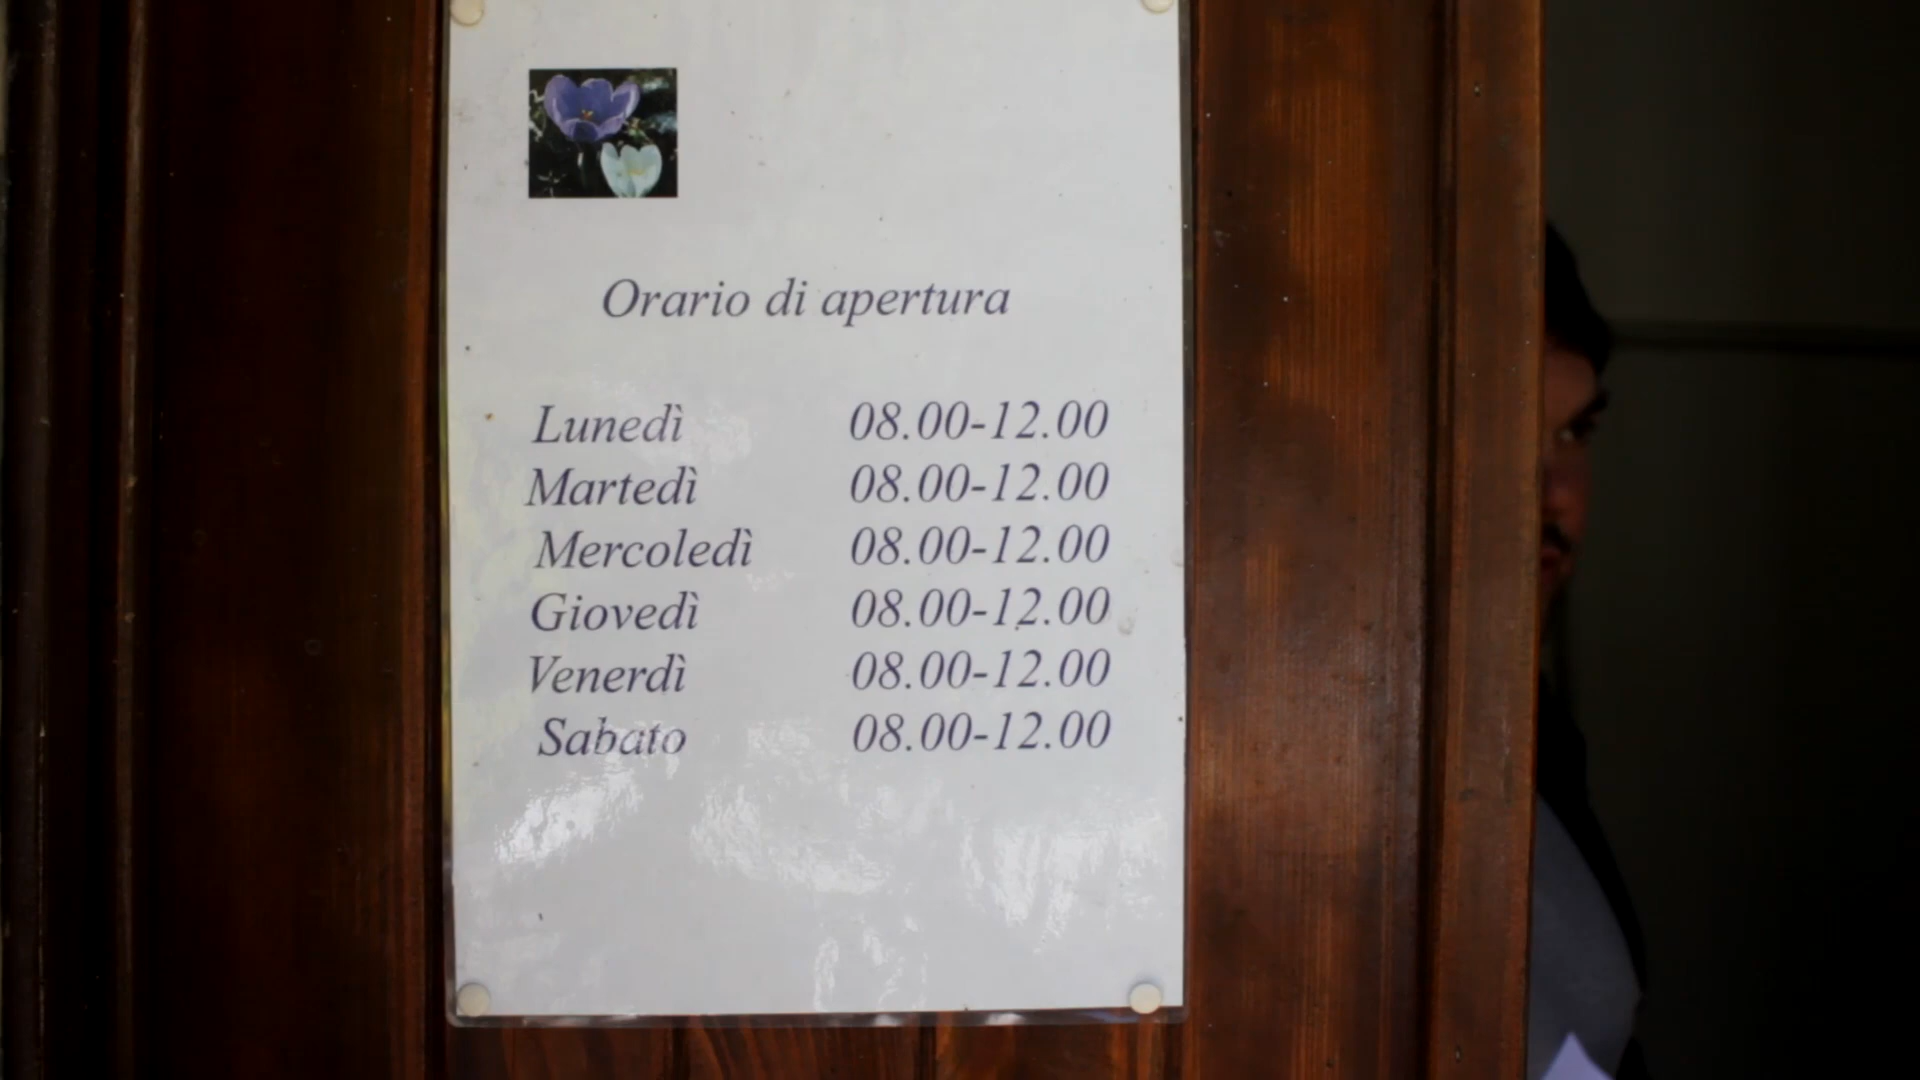 Orario di apertura
Lunedì 08.00-12.00
Martedì 08.00-12.00
Mercoledì 08.00-12.00
Giovedì 08.00-12.00
Venerdì 08.00-12.00
Sabato 08.00-12.00